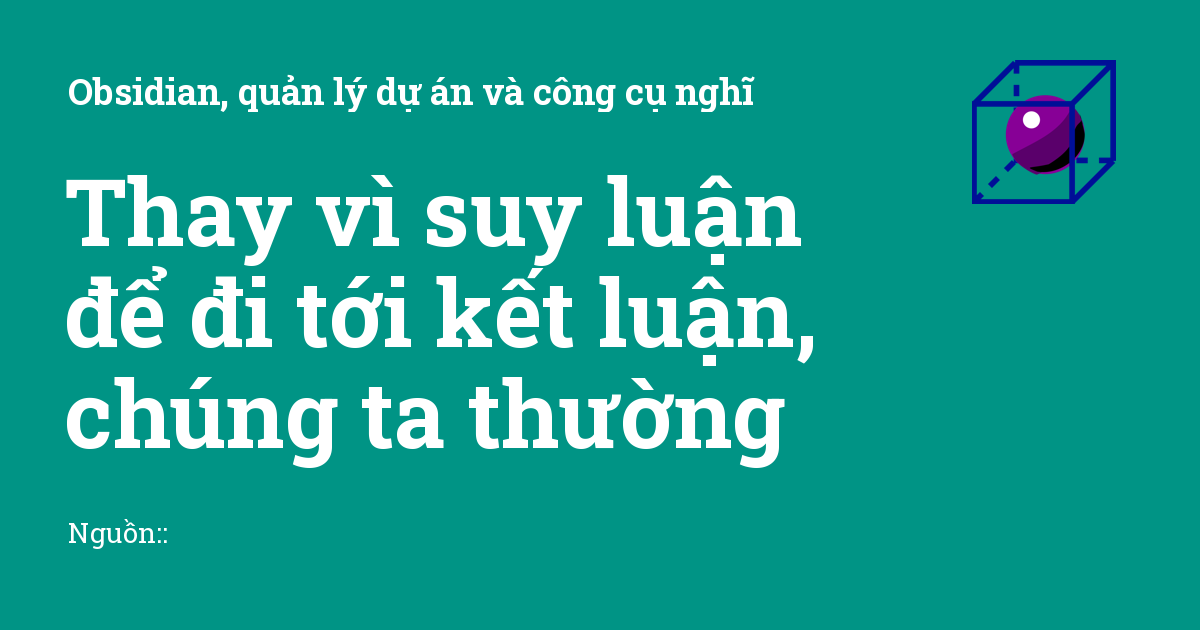 Obsidian, quản lý dự án và công cụ nghĩ
Thay vì suy luận
để đi tới kết luận,
chúng ta thường
Nguồn::